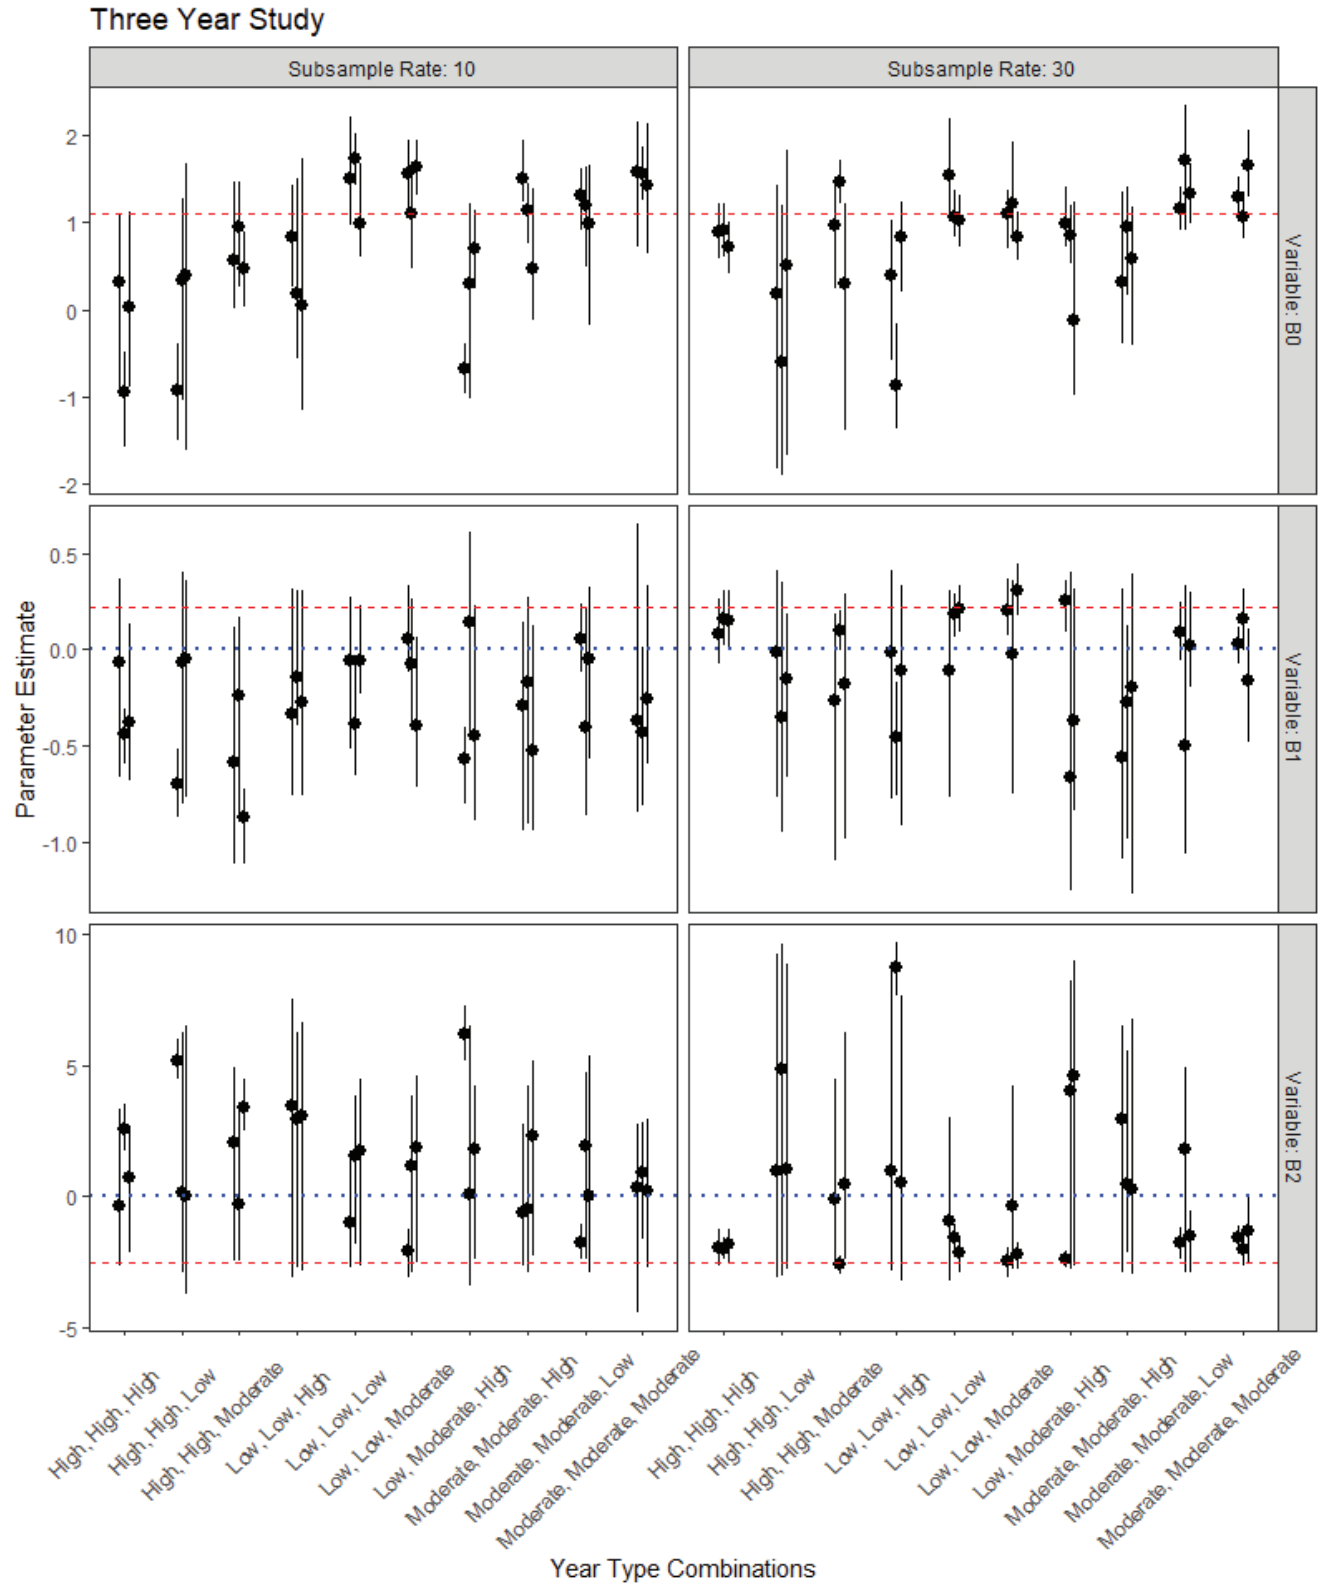 Three Year Study
Subsample Rate: 10
Subsample Rate: 30
2
1
0
-1
-2
Variable: B0
0.5
0.0
-0.5
-1.0
Variable: B1
10
5
0
-5
Variable: B2
Parameter Estimate
High, High, High
High, High, Low
High, High, Moderate
Low, Low, High
Low, Low, Low
Low, Low, Moderate
Low, Moderate, High
Moderate, Moderate, High
Moderate, Moderate, Low
Moderate, Moderate, Moderate
High, High, High
High, High, Low
High, High, Moderate
Low, Low, High
Low, Low, Low
Low, Low, Moderate
Low, Moderate, High
Moderate, Moderate, High
Moderate, Moderate, Low
Moderate, Moderate, Moderate
Year Type Combinations